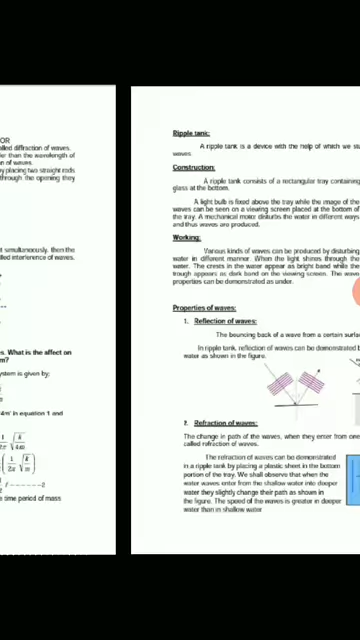 OR
alled diffraction of waves.
der than the wavelength of
on of waves.
by placing two straight rods
through the opening they
t simultaneously, then the
lled interference of waves.
es. What is the affect on
m?
system is given by:
'4m' in equation 1 and
e time period of mass
Ripple tank:
A ripple tank is a device with the help of which we stu
waves.
Construction:
A ripple tank consists of a rectangular tray containing
glass at the bottom.
A light bulb is fixed above the tray while the image of the
waves can be seen on a viewing screen placed at the bottom of
the tray. A mechanical motor disturbs the water in different ways
and thus waves are produced.
Working:
Various kinds of waves can be produced by disturbing
water in different manner. When the light shines through the
water. The crests in the water appear as bright band while the
trough appears as dark band on the viewing screen. The wave
properties can be demonstrated as under.
Properties of waves:
1. Reflection of waves:
The bouncing back of a wave from a certain surfac
In ripple tank, reflection of waves can be demonstrated b
water as shown in the figure.
2. Refraction of waves:
The change in path of the waves, when they enter from one
called refraction of waves.
The refraction of waves can be demonstrated
in a ripple tank by placing a plastic sheet in the bottom
portion of the tray. We shall observe that when the
water waves enter from the shallow water into deeper
water they slightly change their path as shown in
the figure. The speed of the waves is greater in deeper
water than in shallow water